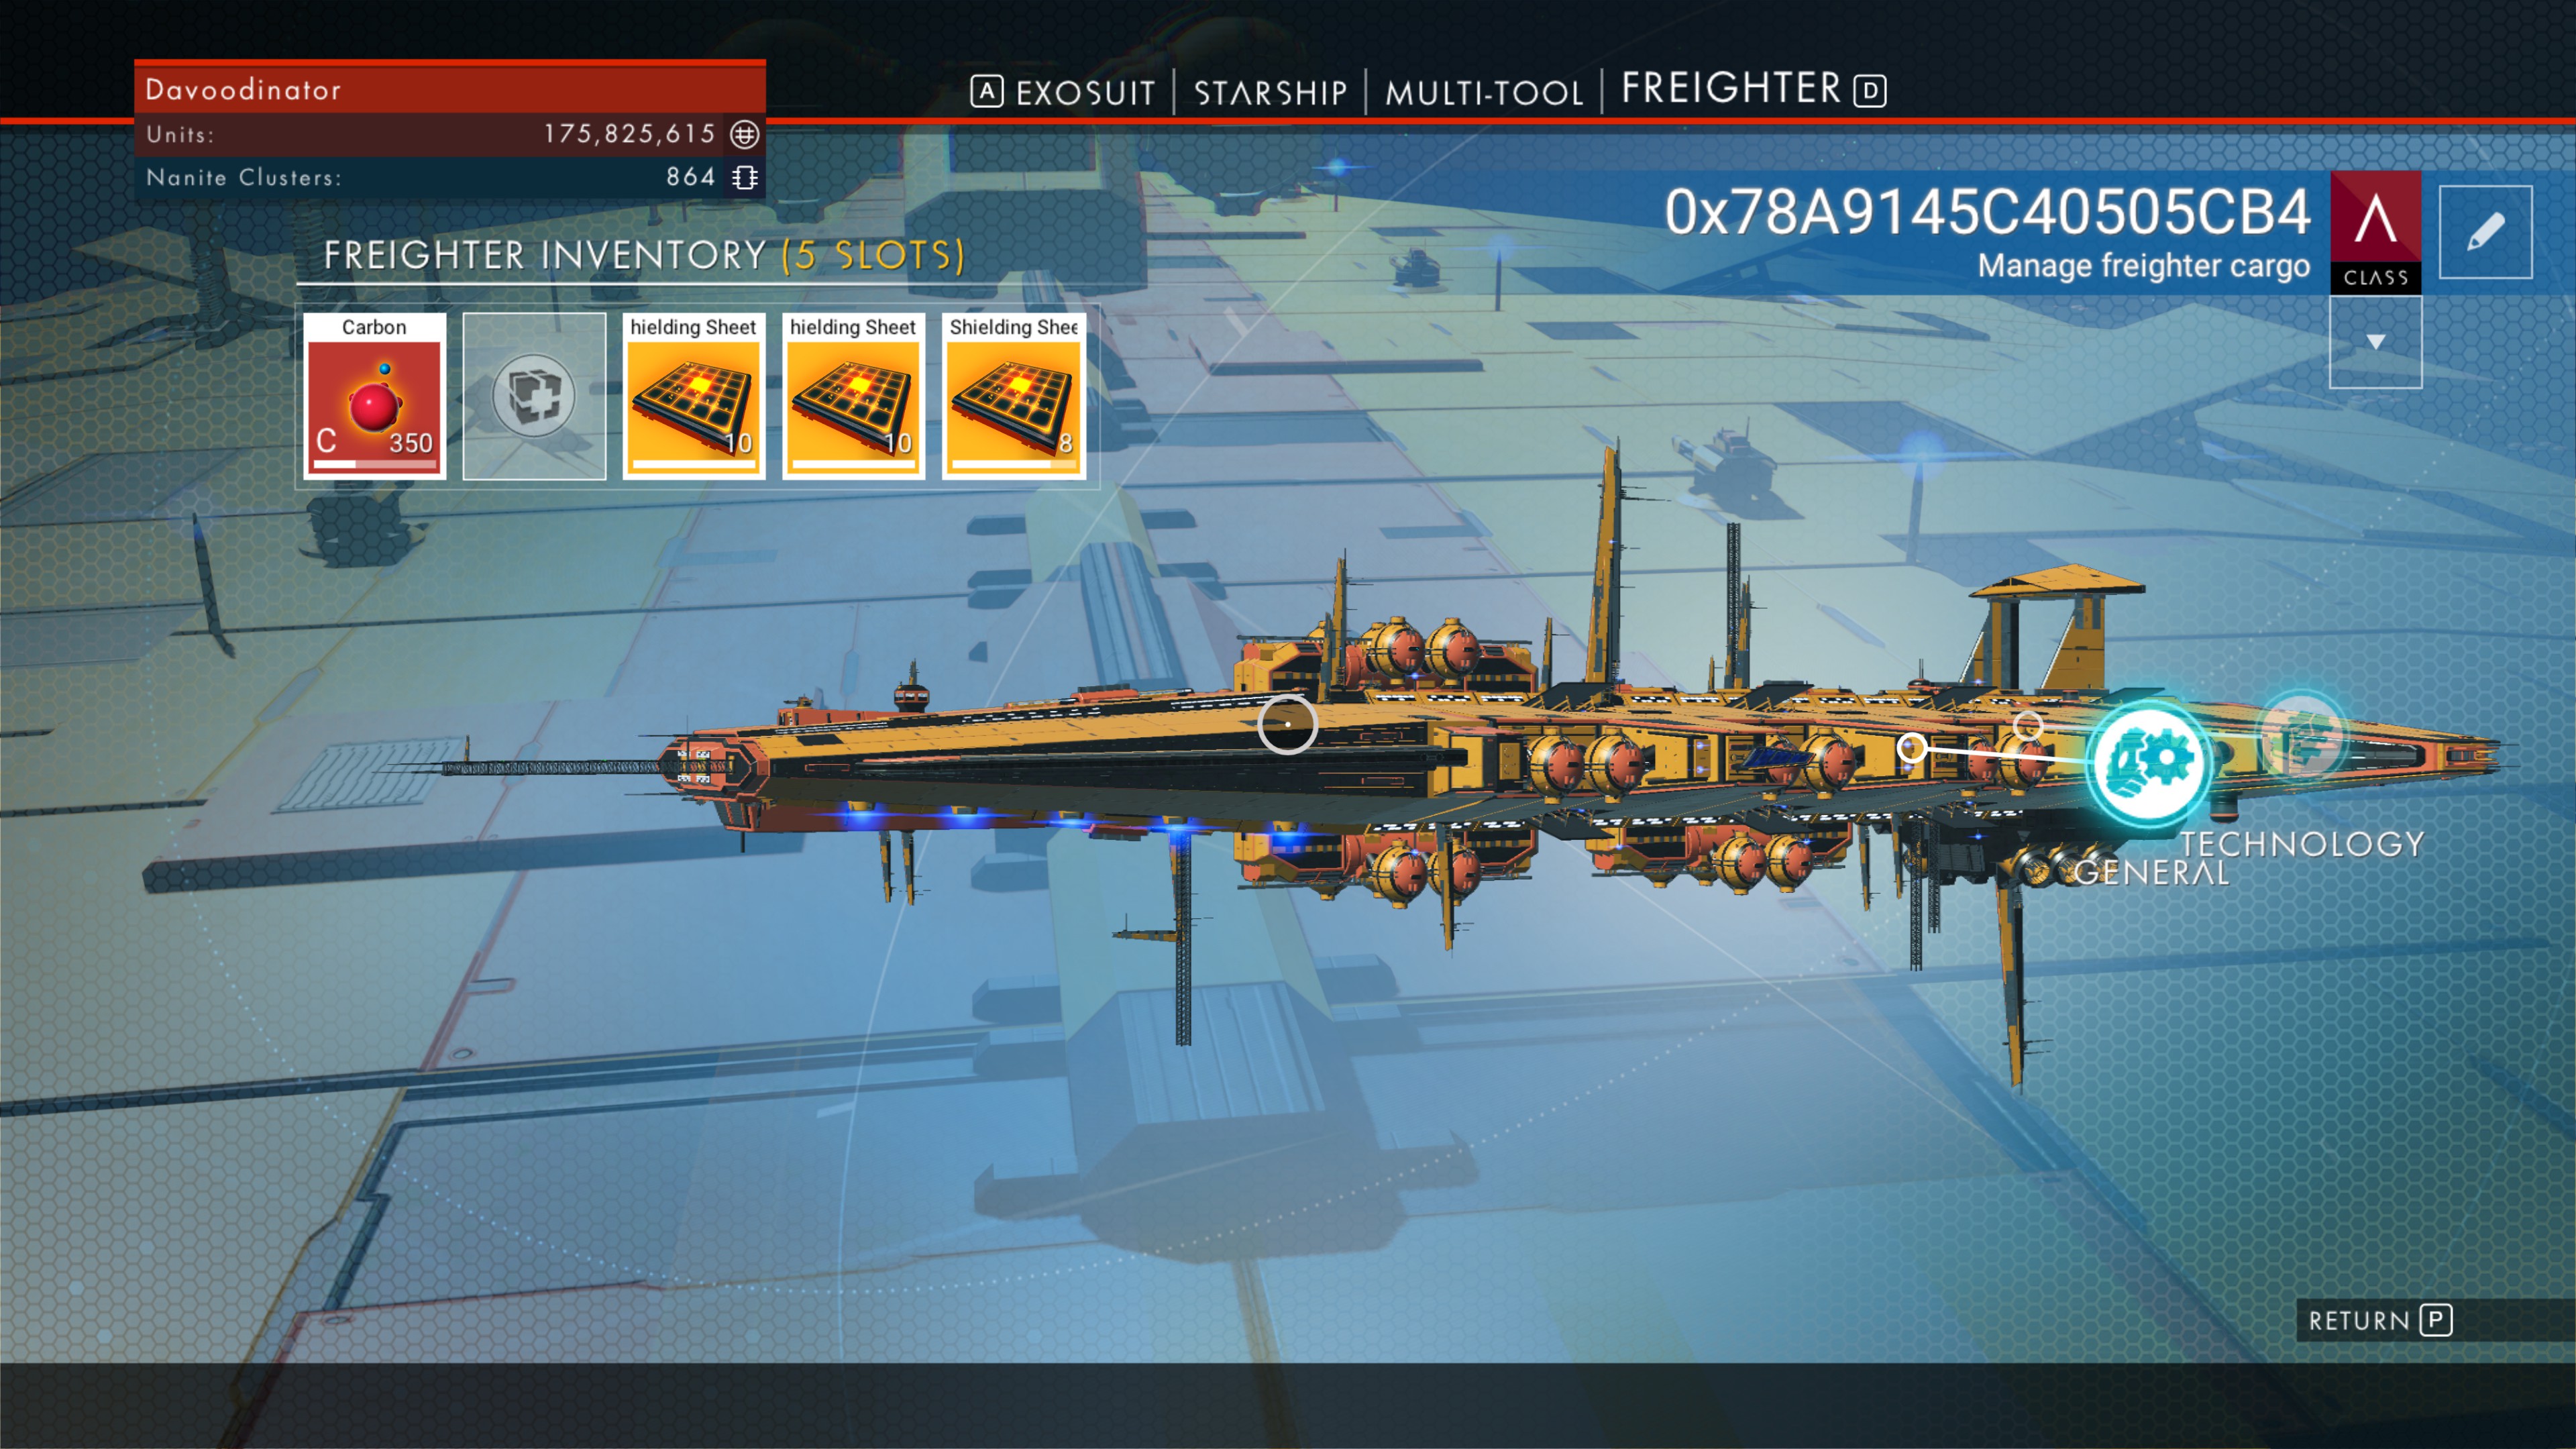 Davoodinator
Units: 175,825,615
Nanite Clusters: 864
A EXOSUIT STARSHIP MULTI-TOOL FREIGHTER D
0x78A9145C40505CB4
Manage freighter cargo
A
CLASS
FREIGHTER INVENTORY (5 SLOTS)
Carbon
C 350
hielding Sheet
10
hielding Sheet
10
Shielding Shee
8
TECHNOLOGY
GENERAL
RETURN P